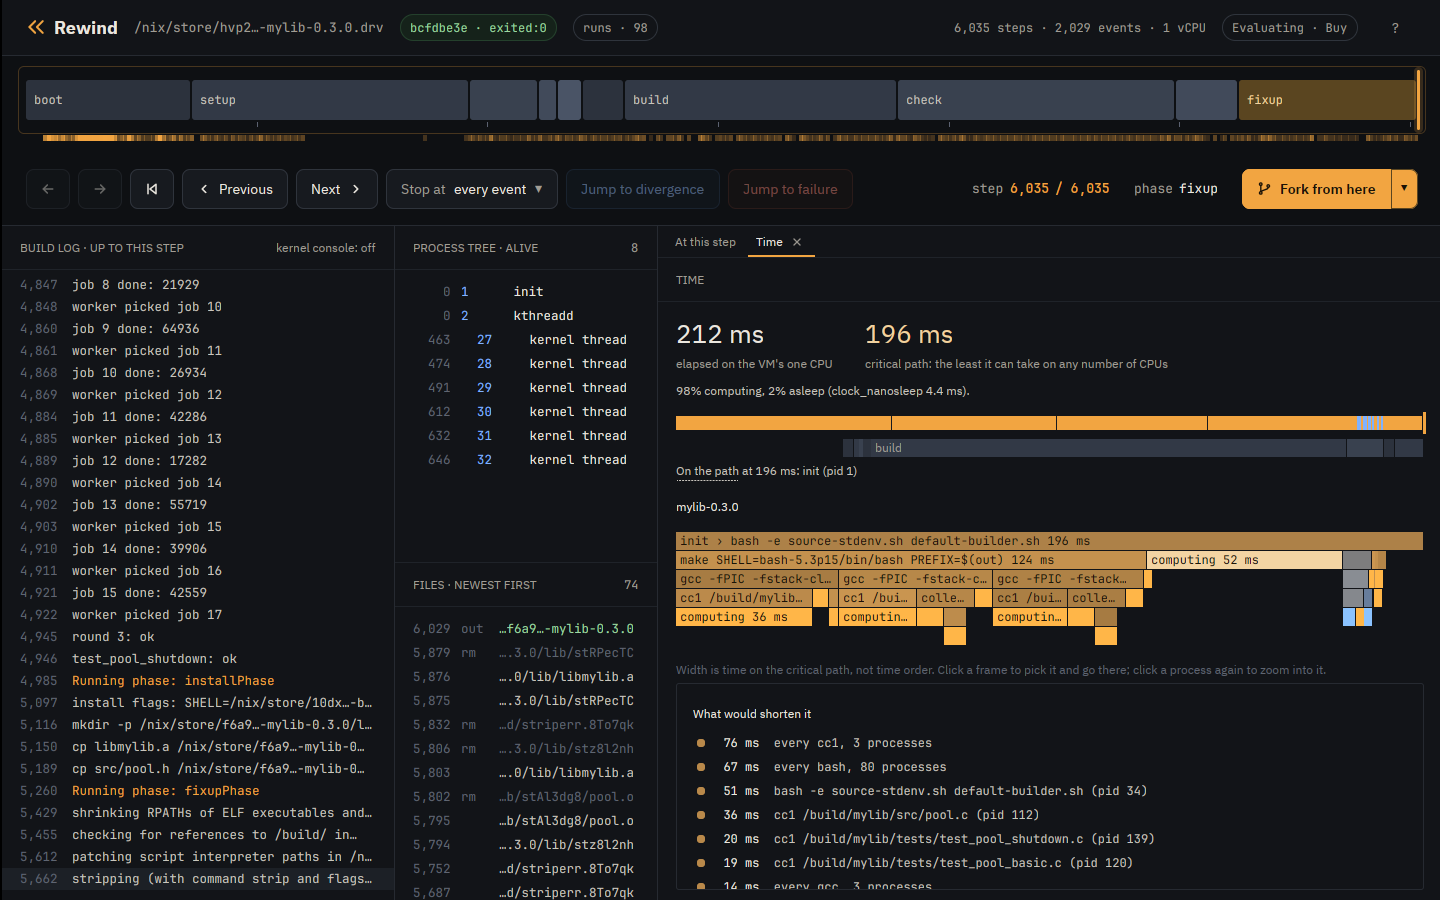 Rewind /nix/store/hvp2…-mylib-0.3.0.drv bcfdbe3e · exited:0 runs · 98 6,035 steps · 2,029 events · 1 vCPU Evaluating · Buy ?
boot setup build check fixup
← → Previous Next Stop at every event ▾ Jump to divergence Jump to failure step 6,035 / 6,035 phase fixup Fork from here ▾
BUILD LOG · UP TO THIS STEP kernel console: off
4,847 job 8 done: 21929
4,848 worker picked job 10
4,860 job 9 done: 64936
4,861 worker picked job 11
4,868 job 10 done: 26934
4,869 worker picked job 12
4,884 job 11 done: 42286
4,885 worker picked job 13
4,889 job 12 done: 17282
4,890 worker picked job 14
4,902 job 13 done: 55719
4,903 worker picked job 15
4,910 job 14 done: 39906
4,911 worker picked job 16
4,921 job 15 done: 42559
4,922 worker picked job 17
4,945 round 3: ok
4,946 test_pool_shutdown: ok
4,985 Running phase: installPhase
5,097 install flags: SHELL=/nix/store/10dx…-b…
5,116 mkdir -p /nix/store/f6a9…-mylib-0.3.0/l…
5,150 cp libmylib.a /nix/store/f6a9…-mylib-0…
5,189 cp src/pool.h /nix/store/f6a9…-mylib-0…
5,260 Running phase: fixupPhase
5,429 shrinking RPATHs of ELF executables and…
5,455 checking for references to /build/ in…
5,612 patching script interpreter paths in /n…
5,662 stripping (with command strip and flags…
PROCESS TREE · ALIVE 8
0 1 init
0 2 kthreadd
463 27 kernel thread
474 28 kernel thread
491 29 kernel thread
612 30 kernel thread
632 31 kernel thread
646 32 kernel thread
FILES · NEWEST FIRST 74
6,029 out …f6a9…-mylib-0.3.0
5,879 rm ….3.0/lib/stRPecTC
5,876 ….0/lib/libmylib.a
5,875 ….3.0/lib/stRPecTC
5,832 rm …d/striperr.8To7qk
5,806 rm ….3.0/lib/stz8l2nh
5,803 ….0/lib/libmylib.a
5,802 rm …b/stAl3dg8/pool.o
5,795 …b/stAl3dg8/pool.o
5,794 ….3.0/lib/stz8l2nh
5,752 …d/striperr.8To7qk
5,687 …d/striperr.8To7qk
At this step Time ×
TIME
212 ms 196 ms
elapsed on the VM's one CPU critical path: the least it can take on any number of CPUs
98% computing, 2% asleep (clock_nanosleep 4.4 ms).
build
On the path at 196 ms: init (pid 1)
mylib-0.3.0
init › bash -e source-stdenv.sh default-builder.sh 196 ms
make SHELL=bash-5.3p15/bin/bash PREFIX=$(out) 124 ms computing 52 ms
gcc -fPIC -fstack-cl… gcc -fPIC -fstack-c… gcc -fPIC -fstack…
cc1 /build/mylib… cc1 /bui… colle… cc1 /bui… colle…
computing 36 ms computin… computin…
Width is time on the critical path, not time order. Click a frame to pick it and go there; click a process again to zoom into it.
What would shorten it
76 ms every cc1, 3 processes
67 ms every bash, 80 processes
51 ms bash -e source-stdenv.sh default-builder.sh (pid 34)
36 ms cc1 /build/mylib/src/pool.c (pid 112)
20 ms cc1 /build/mylib/tests/test_pool_shutdown.c (pid 139)
19 ms cc1 /build/mylib/tests/test_pool_basic.c (pid 120)
14 ms every gcc, 3 processes